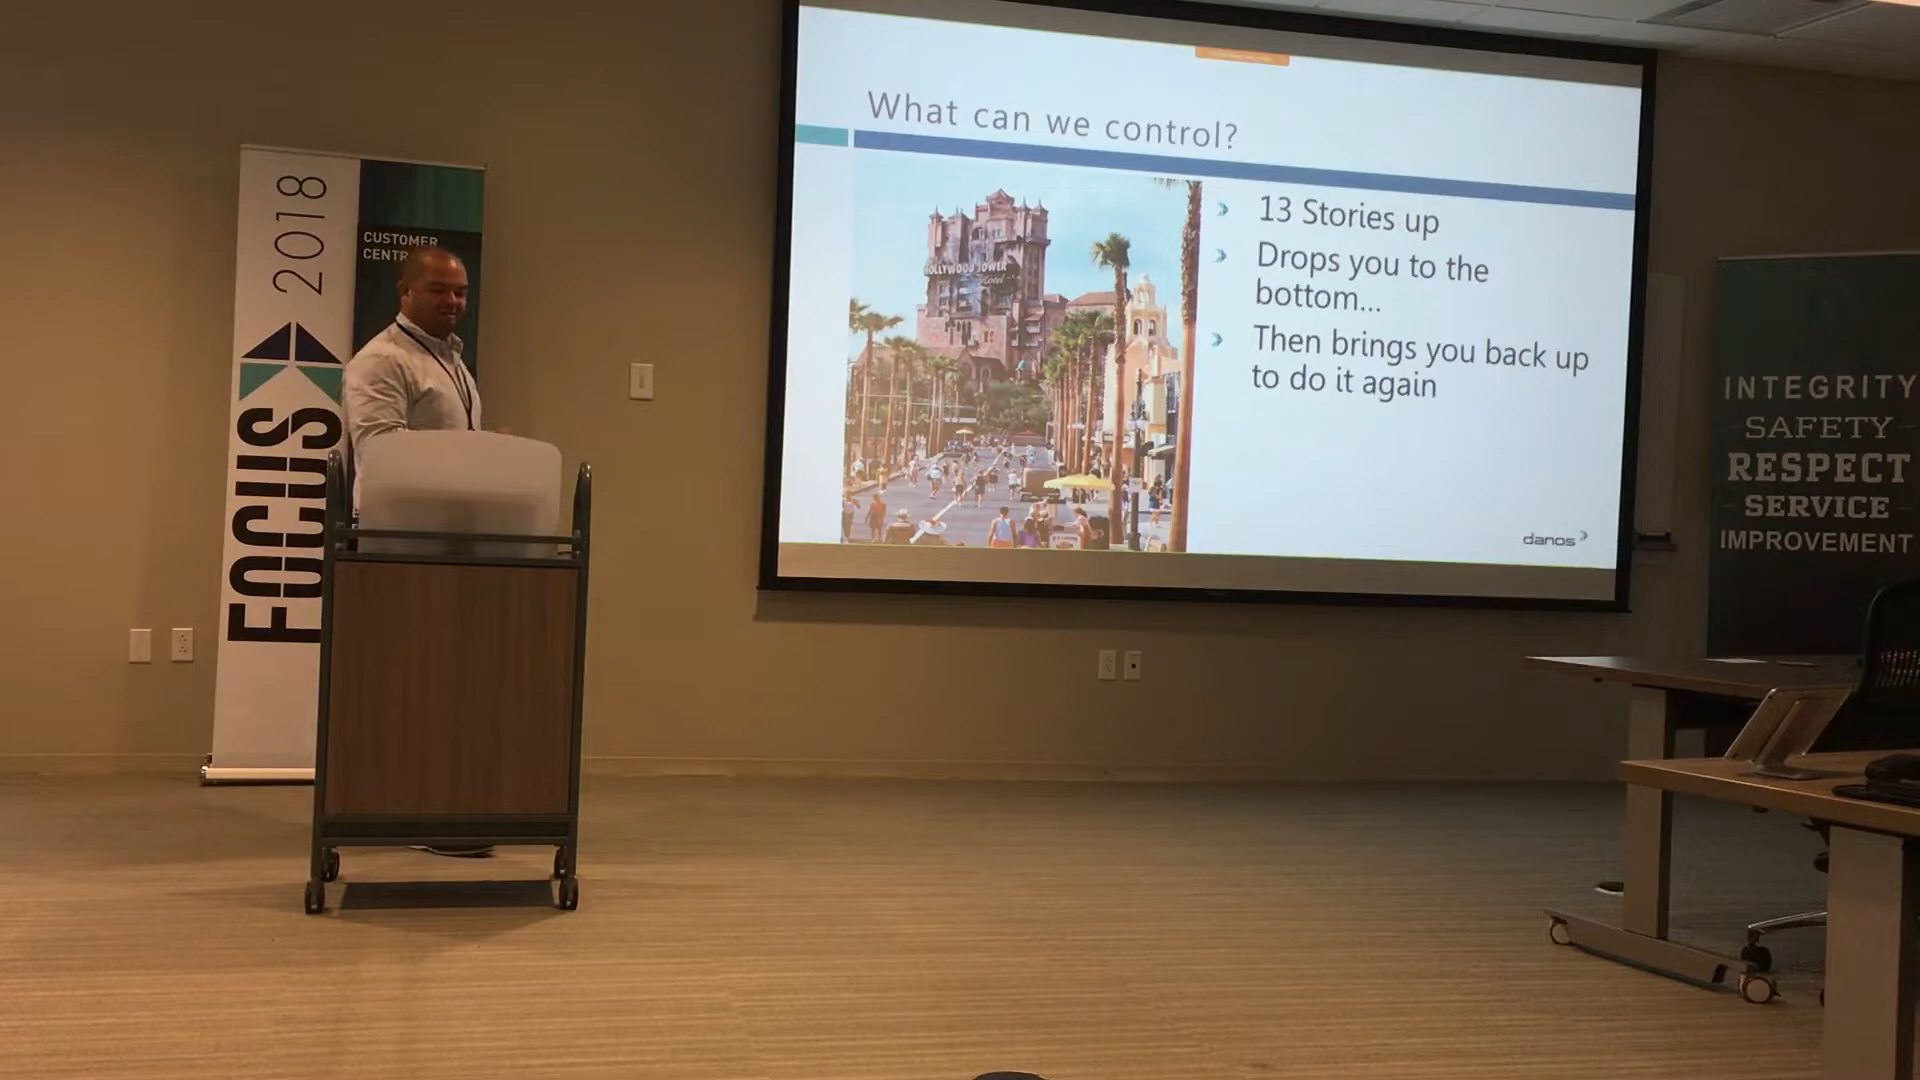 What can we control?
13 Stories up
Drops you to the
bottom...
Then brings you back up
to do it again
HOLLYWOOD TOWER
Hotel
danos
FOCUS 2018
CUSTOMER
CENTR
INTEGRITY
SAFETY
RESPECT
SERVICE
IMPROVEMENT